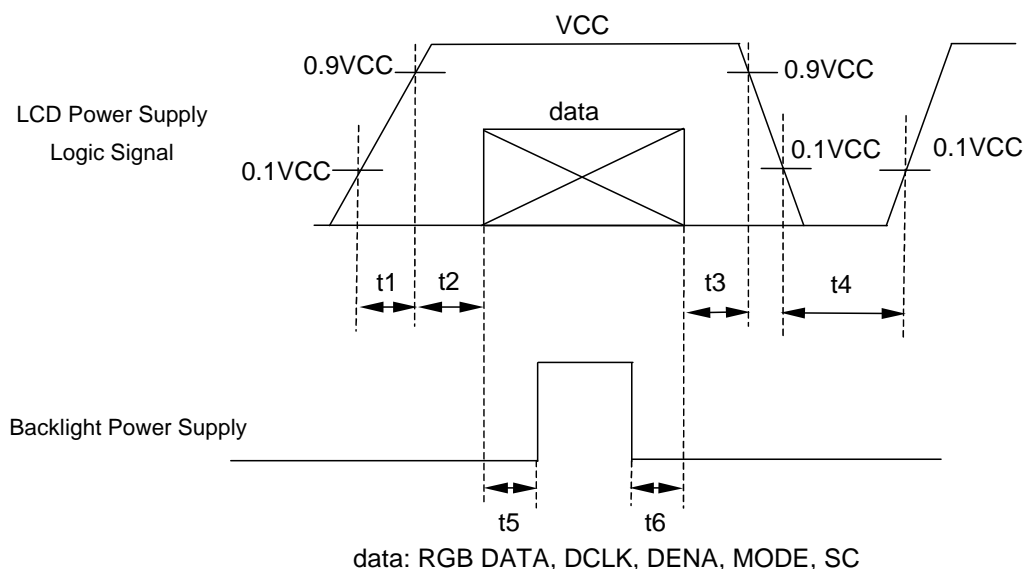 VCC
0.9VCC
0.9VCC
LCD Power Supply
Logic Signal
data
0.1VCC
0.1VCC
0.1VCC
t1
t2
t3
t4
Backlight Power Supply
t5
t6
data: RGB DATA, DCLK, DENA, MODE, SC